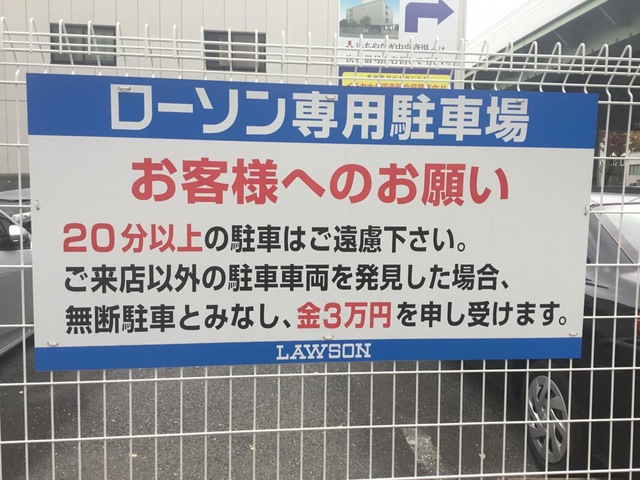 ローソン専用駐車場
お客様へのお願い
20分以上の駐車はご遠慮下さい。
ご来店以外の駐車車両を発見した場合、
無断駐車とみなし、金3万円を申し受けます。
LAWSON